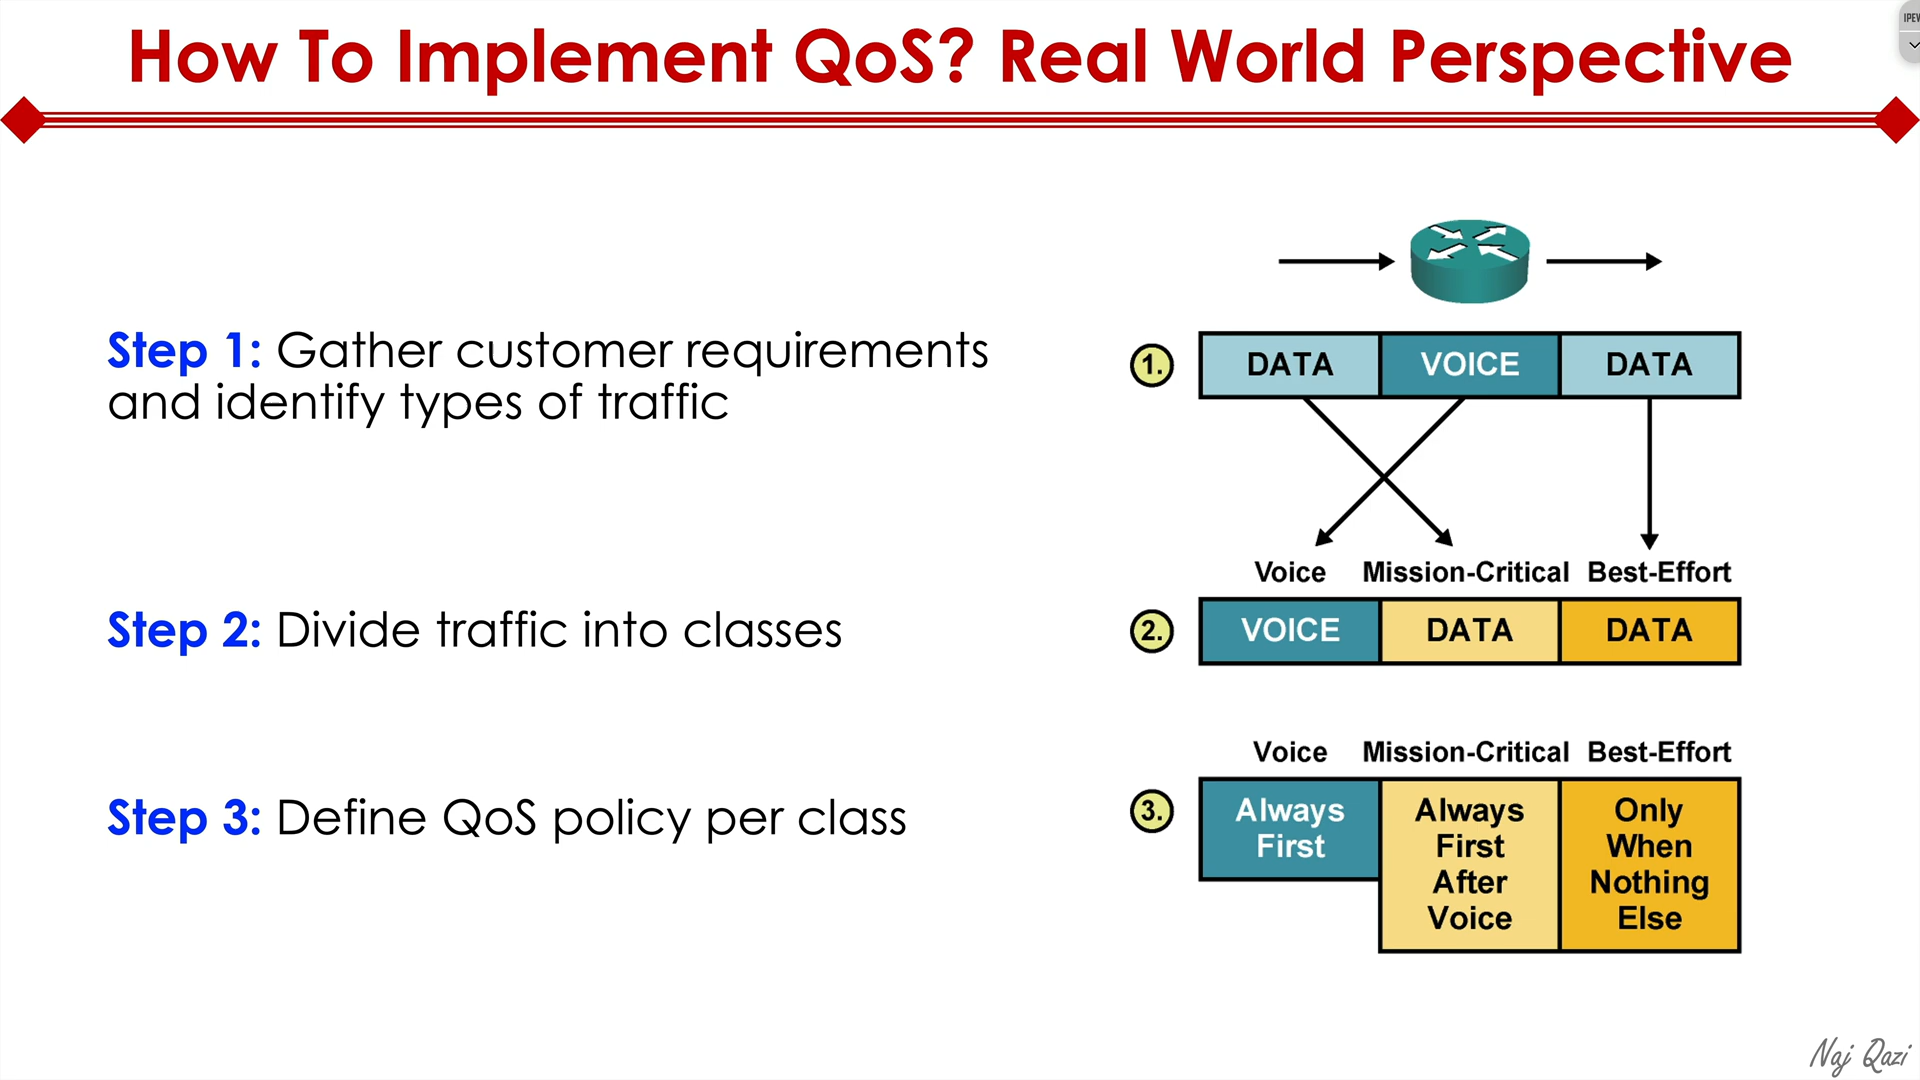 How To Implement QoS? Real World Perspective
Step 1: Gather customer requirements
and identify types of traffic
1.
DATA
VOICE
DATA
Voice
Mission-Critical
Best-Effort
Step 2: Divide traffic into classes
2.
VOICE
DATA
DATA
Voice
Mission-Critical
Best-Effort
Step 3: Define QoS policy per class
3.
Always
First
Always
First
After
Voice
Only
When
Nothing
Else
Naj Qazi